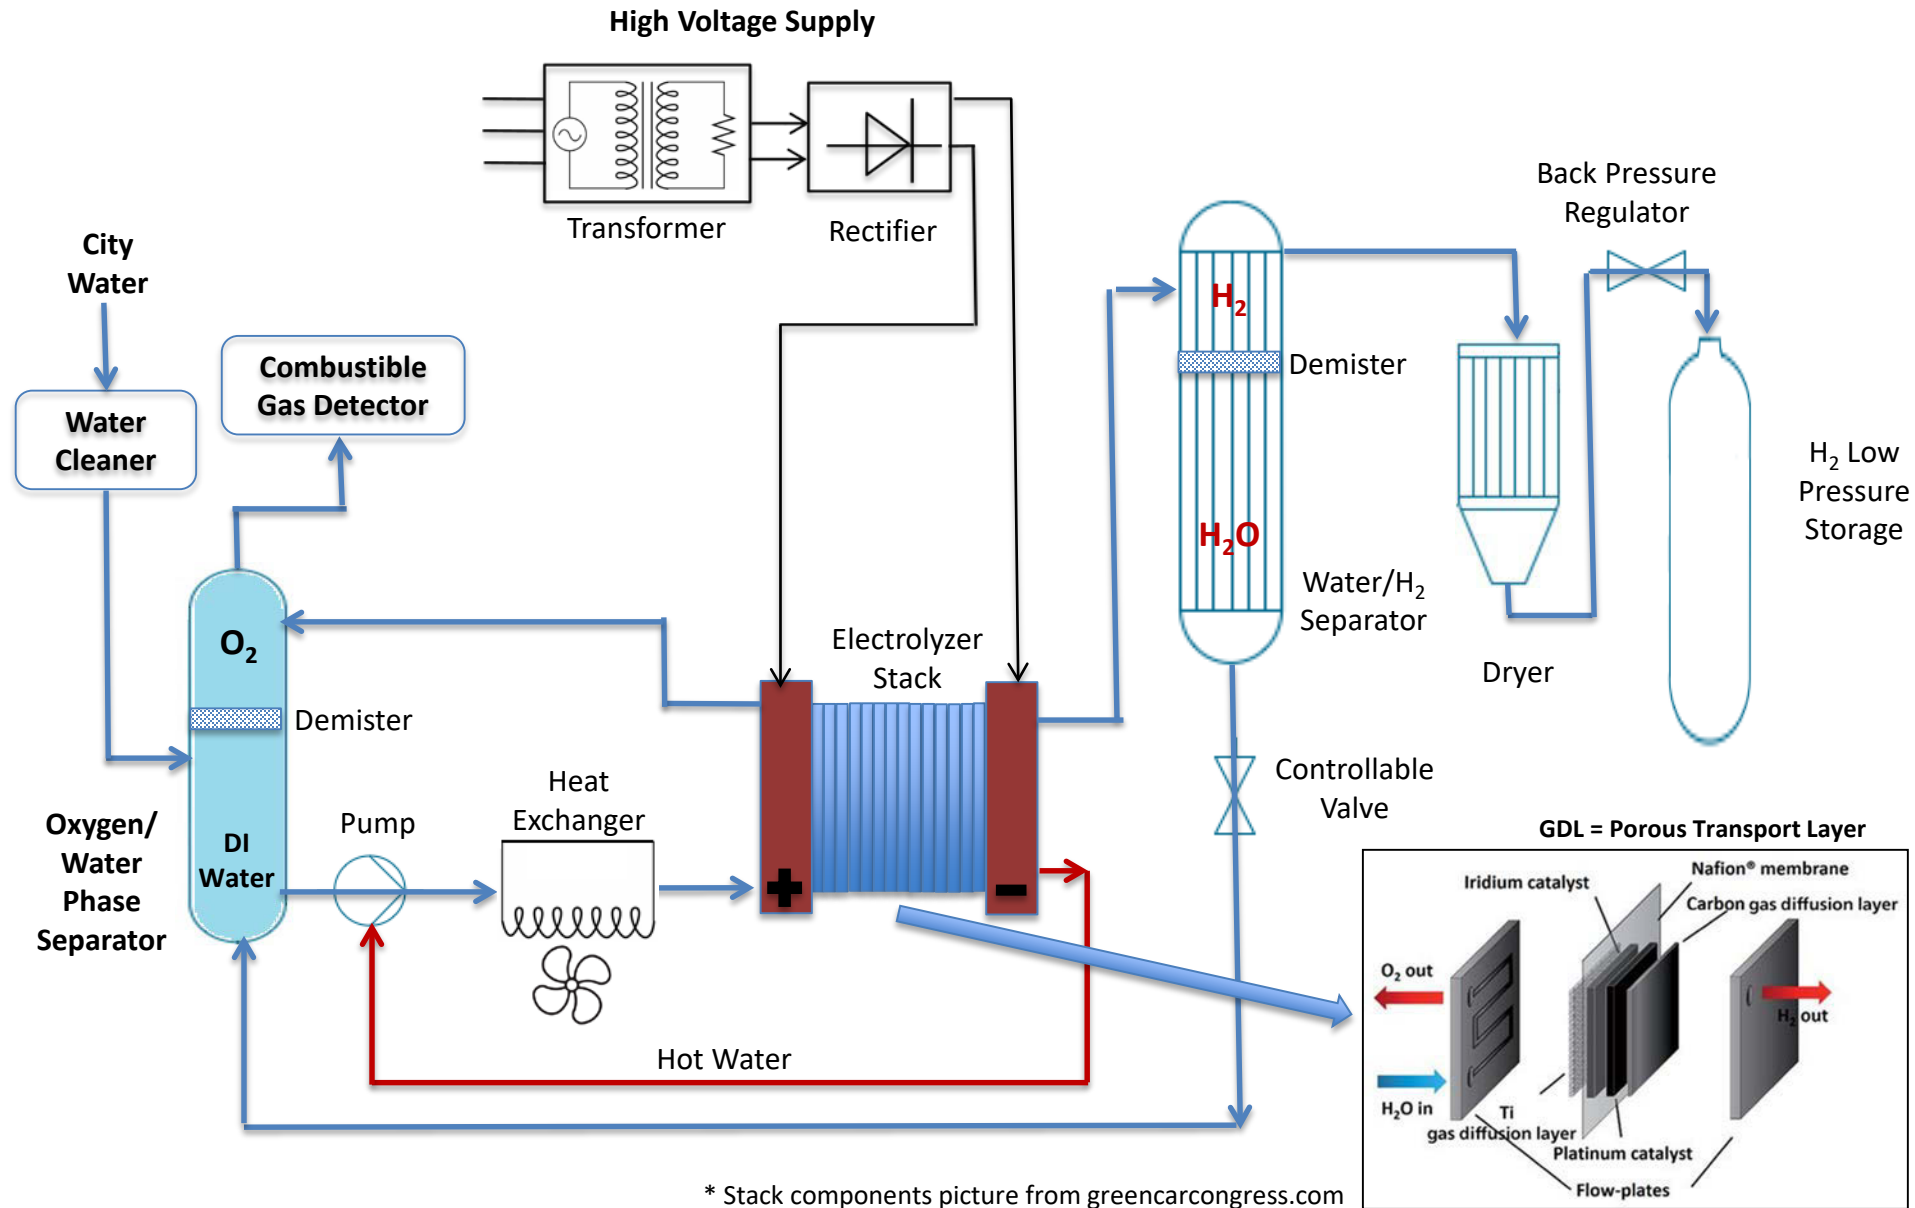 High Voltage Supply
Transformer
Rectifier
City
Water
Combustible
Gas Detector
Water
Cleaner
O₂
Demister
DI
Water
Oxygen/
Water
Phase
Separator
Pump
Heat
Exchanger
Electrolyzer
Stack
+
-
Hot Water
H₂
Demister
H₂O
Water/H₂
Separator
Controllable
Valve
Back Pressure
Regulator
Dryer
H₂ Low
Pressure
Storage
GDL = Porous Transport Layer
Nafion® membrane
Iridium catalyst
Carbon gas diffusion layer
O₂ out
H₂ out
H₂O in
Ti
gas diffusion layer
Platinum catalyst
Flow-plates
* Stack components picture from greencarcongress.com